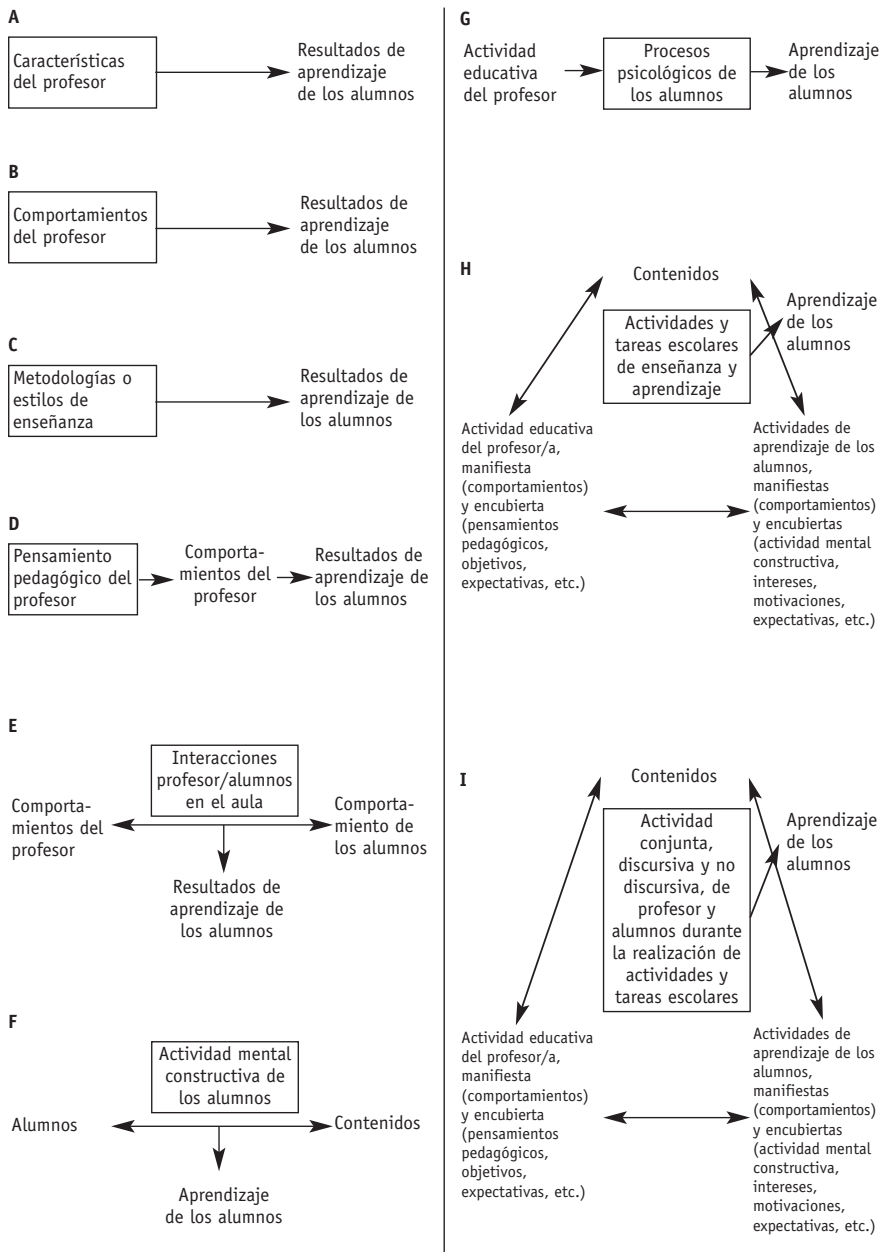 A
Características
del profesor
Resultados de
aprendizaje
de los alumnos
B
Comportamientos
del profesor
Resultados de
aprendizaje
de los alumnos
C
Metodologías o
estilos de
enseñanza
Resultados de
aprendizaje de
los alumnos
D
Pensamiento
pedagógico del
profesor
Comporta-
mientos del
profesor
Resultados de
aprendizaje de
los alumnos
E
Interacciones
profesor/alumnos
en el aula
Comporta-
mientos del
profesor
Comporta-
miento de
los alumnos
Resultados de
aprendizaje de
los alumnos
F
Actividad mental
constructiva de
los alumnos
Alumnos
Contenidos
Aprendizaje
de los alumnos
G
Actividad
educativa
del profesor
Procesos
psicológicos de
los alumnos
Aprendizaje
de los
alumnos
H
Contenidos
Actividades y
tareas escolares
de enseñanza y
aprendizaje
Aprendizaje
de los
alumnos
Actividad educativa
del profesor/a,
manifiesta
(comportamientos)
y encubierta
(pensamientos
pedagógicos,
objetivos,
expectativas, etc.)
Actividades de
aprendizaje de los
alumnos,
manifiestas
(comportamientos)
y encubiertas
(actividad mental
constructiva,
intereses,
motivaciones,
expectativas, etc.)
I
Contenidos
Actividad
conjunta,
discursiva y no
discursiva, de
profesor y
alumnos durante
la realización de
actividades y
tareas escolares
Aprendizaje
de los
alumnos
Actividad educativa
del profesor/a,
manifiesta
(comportamientos)
y encubierta
(pensamientos
pedagógicos,
objetivos,
expectativas, etc.)
Actividades de
aprendizaje de los
alumnos,
manifiestas
(comportamientos)
y encubiertas
(actividad mental
constructiva,
intereses,
motivaciones,
expectativas, etc.)